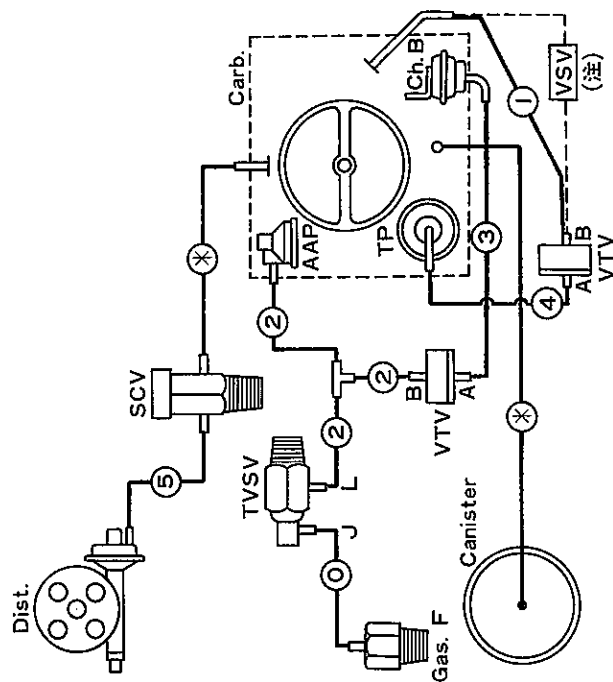 Dist.
⑤
SCV
*
Carb.
AAP
②
TVSV
J
L
②
②
B
A
VTV
TP
Ch. B
①
VSV
(注)
③
④
A
B
VTV
0
Gas. F
Canister
*